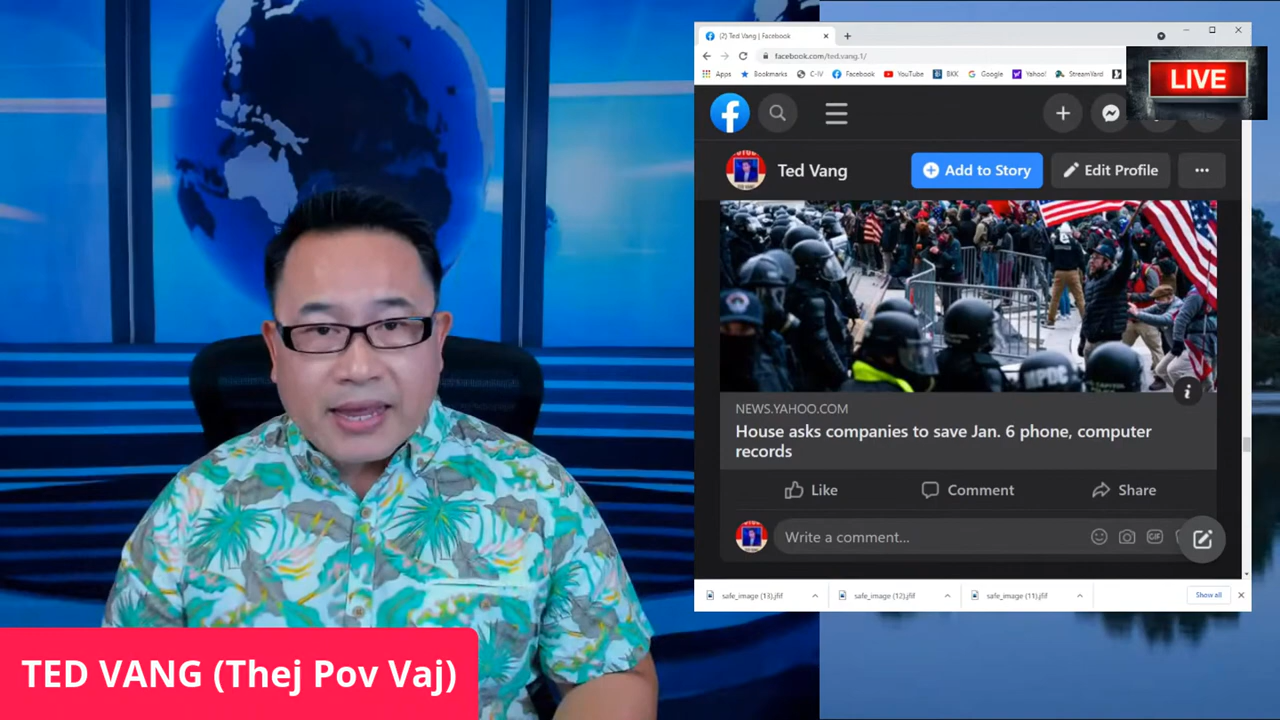 (2) Ted Vang | Facebook
facebook.com/ted.vang.1/
Apps Bookmarks C-IV Facebook YouTube BKK Google Yahoo! StreamYard
LIVE
Ted Vang
Add to Story
Edit Profile
NEWS.YAHOO.COM
House asks companies to save Jan. 6 phone, computer
records
Like Comment Share
Write a comment...
GIF
safe_image (13).jfif safe_image (12).jfif safe_image (11).jfif Show all
TED VANG (Thej Pov Vaj)